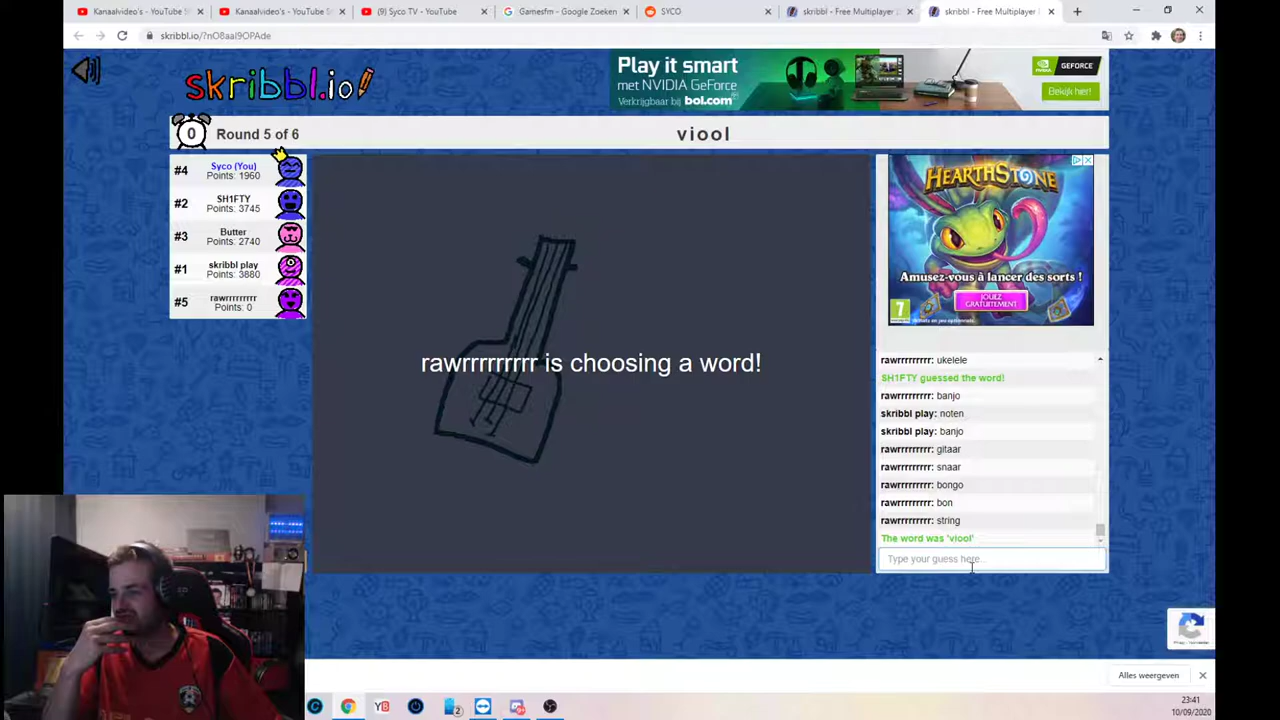 Kanaalvideo's - YouTube St
Kanaalvideo's - YouTube St
(9) Syco TV - YouTube
Gamesfm - Google Zoeken
SYCO
skribbl - Free Multiplayer
skribbl - Free Multiplayer
skribbl.io/?nO8aaI9OPAde
skribbl.io
Play it smart
met NVIDIA GeForce
Verkrijgbaar bij bol.com
NVIDIA
GEFORCE
Bekijk hier!
0
Round 5 of 6
viool
#4
Syco (You)
Points: 1960
#2
SH1FTY
Points: 3745
#3
Butter
Points: 2740
#1
skribbl play
Points: 3880
#5
rawrrrrrrrrr
Points: 0
rawrrrrrrrrr is choosing a word!
HEARTHSTONE
Amusez-vous à lancer des sorts !
JOUEZ
GRATUITEMENT
7
rawrrrrrrrrr: ukelele
SH1FTY guessed the word!
rawrrrrrrrrr: banjo
skribbl play: noten
skribbl play: banjo
rawrrrrrrrrr: gitaar
rawrrrrrrrrr: snaar
rawrrrrrrrrr: bongo
rawrrrrrrrrr: bon
rawrrrrrrrrr: string
The word was 'viool'
Type your guess here...
Alles weergeven
23:41
10/09/2020